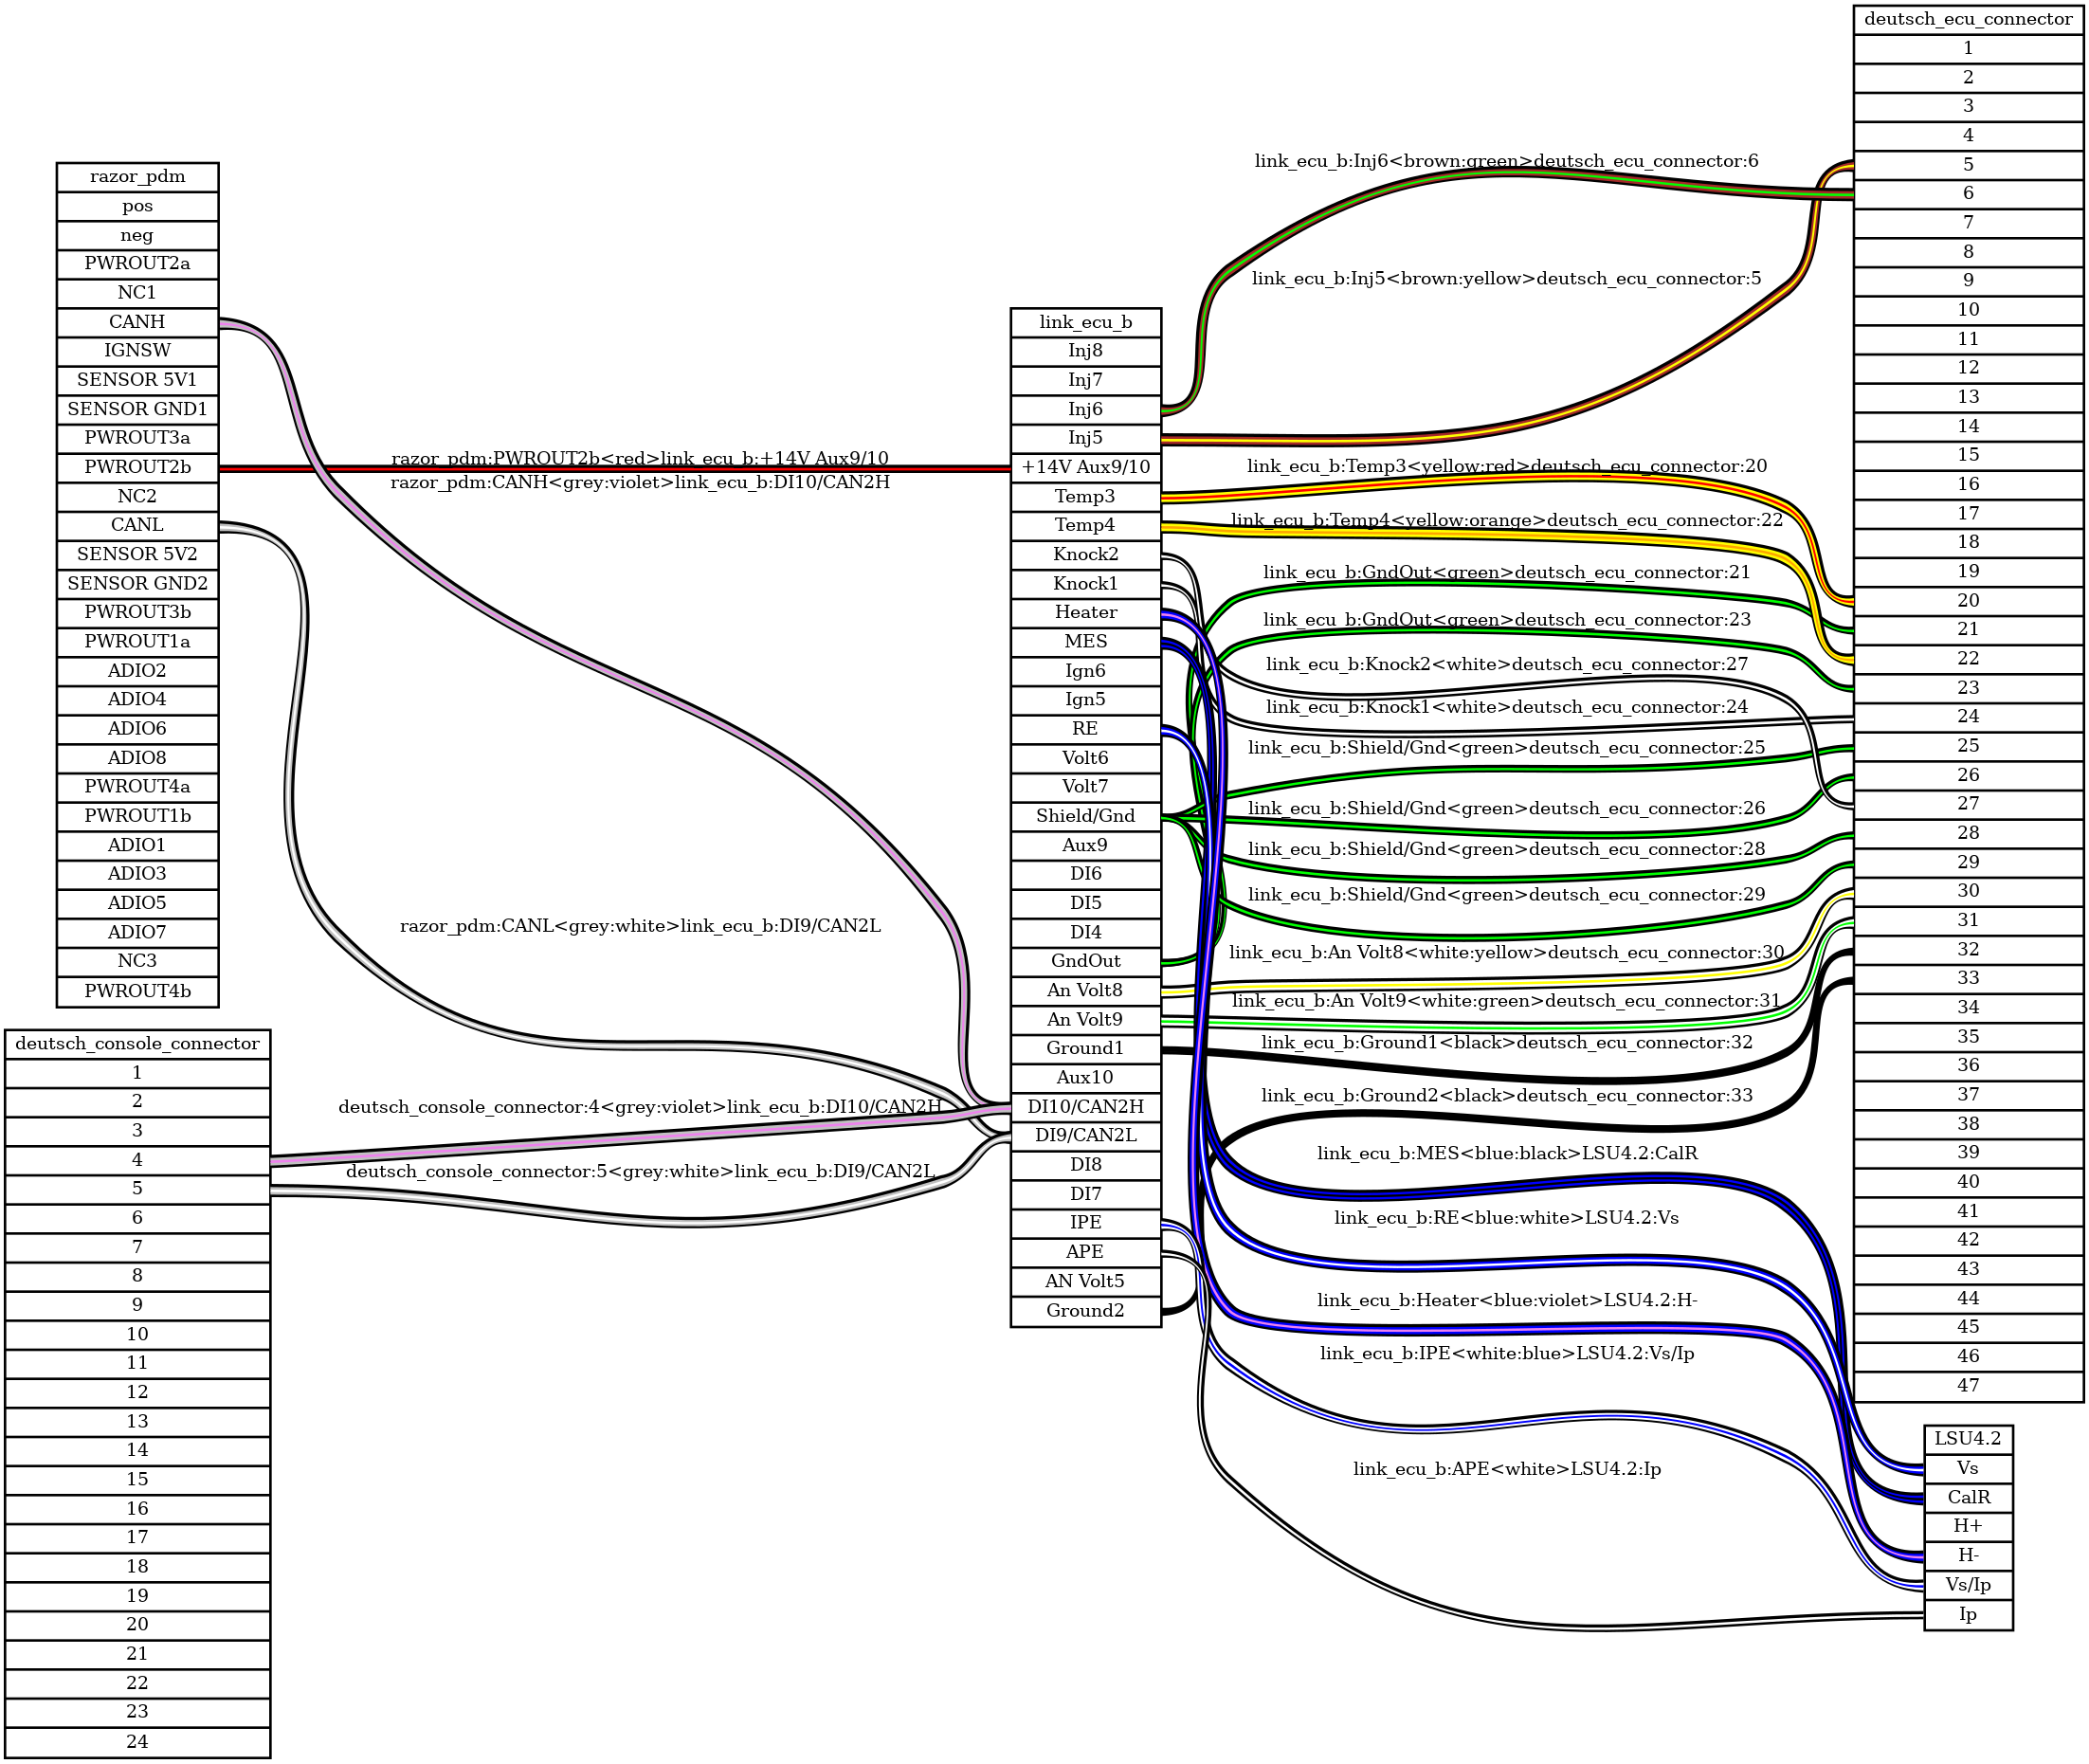 razor_pdm
pos
neg
PWROUT2a
NC1
CANH
IGNSW
SENSOR 5V1
SENSOR GND1
PWROUT3a
PWROUT2b
NC2
CANL
SENSOR 5V2
SENSOR GND2
PWROUT3b
PWROUT1a
ADIO2
ADIO4
ADIO6
ADIO8
PWROUT4a
PWROUT1b
ADIO1
ADIO3
ADIO5
ADIO7
NC3
PWROUT4b
deutsch_console_connector
1
2
3
4
5
6
7
8
9
10
11
12
13
14
15
16
17
18
19
20
21
22
23
24
razor_pdm:PWROUT2b<red>link_ecu_b:+14V Aux9/10
razor_pdm:CANH<grey:violet>link_ecu_b:DI10/CAN2H
razor_pdm:CANL<grey:white>link_ecu_b:DI9/CAN2L
deutsch_console_connector:4<grey:violet>link_ecu_b:DI10/CAN2H
deutsch_console_connector:5<grey:white>link_ecu_b:DI9/CAN2L
link_ecu_b
Inj8
Inj7
Inj6
Inj5
+14V Aux9/10
Temp3
Temp4
Knock2
Knock1
Heater
MES
Ign6
Ign5
RE
Volt6
Volt7
Shield/Gnd
Aux9
DI6
DI5
DI4
GndOut
An Volt8
An Volt9
Ground1
Aux10
DI10/CAN2H
DI9/CAN2L
DI8
DI7
IPE
APE
AN Volt5
Ground2
link_ecu_b:Inj6<brown:green>deutsch_ecu_connector:6
link_ecu_b:Inj5<brown:yellow>deutsch_ecu_connector:5
link_ecu_b:Temp3<yellow:red>deutsch_ecu_connector:20
link_ecu_b:Temp4<yellow:orange>deutsch_ecu_connector:22
link_ecu_b:GndOut<green>deutsch_ecu_connector:21
link_ecu_b:GndOut<green>deutsch_ecu_connector:23
link_ecu_b:Knock2<white>deutsch_ecu_connector:27
link_ecu_b:Knock1<white>deutsch_ecu_connector:24
link_ecu_b:Shield/Gnd<green>deutsch_ecu_connector:25
link_ecu_b:Shield/Gnd<green>deutsch_ecu_connector:26
link_ecu_b:Shield/Gnd<green>deutsch_ecu_connector:28
link_ecu_b:Shield/Gnd<green>deutsch_ecu_connector:29
link_ecu_b:An Volt8<white:yellow>deutsch_ecu_connector:30
link_ecu_b:An Volt9<white:green>deutsch_ecu_connector:31
link_ecu_b:Ground1<black>deutsch_ecu_connector:32
link_ecu_b:Ground2<black>deutsch_ecu_connector:33
link_ecu_b:MES<blue:black>LSU4.2:CalR
link_ecu_b:RE<blue:white>LSU4.2:Vs
link_ecu_b:Heater<blue:violet>LSU4.2:H-
link_ecu_b:IPE<white:blue>LSU4.2:Vs/Ip
link_ecu_b:APE<white>LSU4.2:Ip
deutsch_ecu_connector
1
2
3
4
5
6
7
8
9
10
11
12
13
14
15
16
17
18
19
20
21
22
23
24
25
26
27
28
29
30
31
32
33
34
35
36
37
38
39
40
41
42
43
44
45
46
47
LSU4.2
Vs
CalR
H+
H-
Vs/Ip
Ip